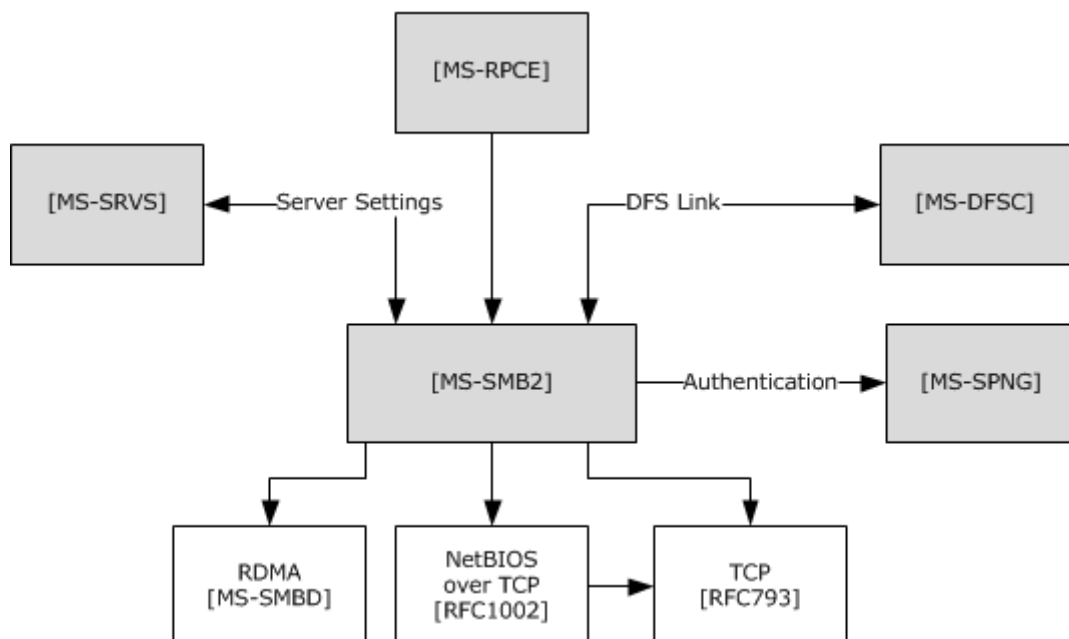 [MS-RPCE]
[MS-SRVS]
Server Settings
DFS Link
[MS-DFSC]
[MS-SMB2]
Authentication
[MS-SPNG]
RDMA
[MS-SMBD]
NetBIOS
over TCP
[RFC1002]
TCP
[RFC793]